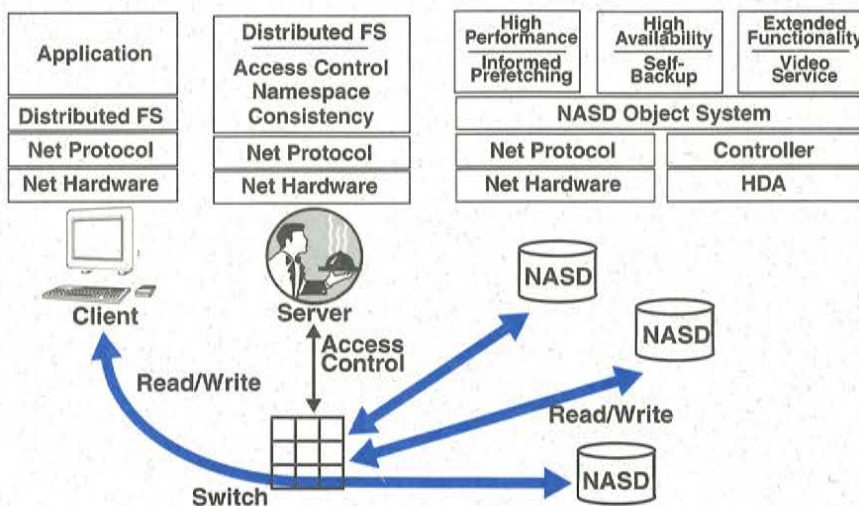 Application
Distributed FS
Net Protocol
Net Hardware
Distributed FS
Access Control
Namespace
Consistency
Net Protocol
Net Hardware
High
Performance
Informed
Prefetching
High
Availability
Self-
Backup
Extended
Functionality
Video
Service
NASD Object System
Net Protocol
Controller
Net Hardware
HDA
Client
Server
NASD
NASD
Access
Control
Read/Write
Read/Write
Switch
NASD